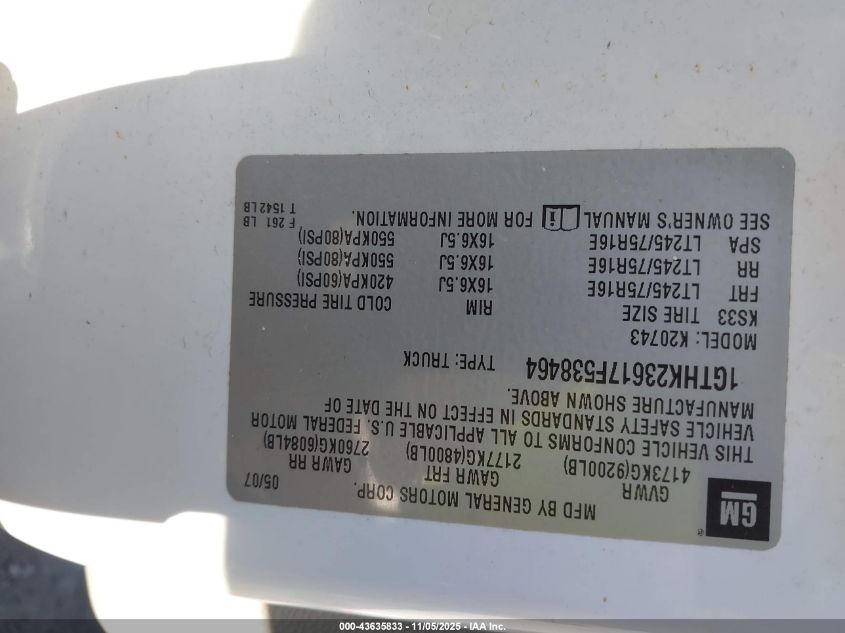 GM ®
MFD BY GENERAL MOTORS CORP. 05/07
GVWR GAWR FRT GAWR RR
4173KG(9200LB) 2177KG(4800LB) 2760KG(6084LB)
THIS VEHICLE CONFORMS TO ALL APPLICABLE U.S. FEDERAL MOTOR
VEHICLE SAFETY STANDARDS IN EFFECT ON THE DATE OF
MANUFACTURE SHOWN ABOVE.
1GTHK23617F538464 TYPE: TRUCK
MODEL: K20743
KS33 TIRE SIZE RIM COLD TIRE PRESSURE
FRT LT245/75R16E 16X6.5J 420KPA(60PSI)
RR LT245/75R16E 16X6.5J 550KPA(80PSI)
SPA LT245/75R16E 16X6.5J 550KPA(80PSI)
SEE OWNER'S MANUAL FOR MORE INFORMATION.
F 261 LB
T 1542 LB
000-43635833 - 11/05/2025 - IAA Inc.